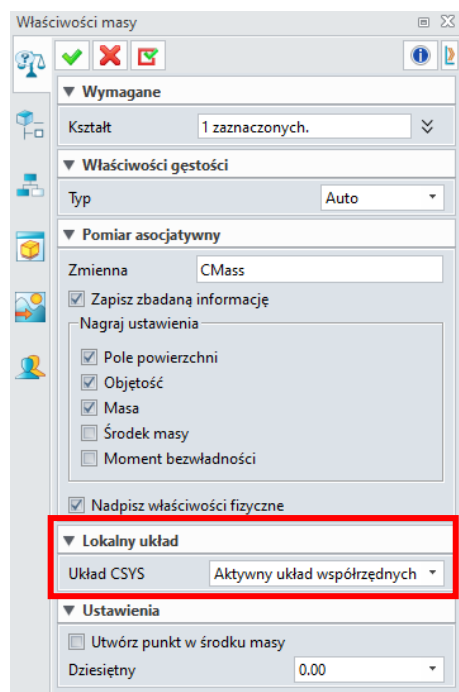 Właściwości masy
Wymagane
Kształt 1 zaznaczonych.
Właściwości gęstości
Typ Auto
Pomiar asocjatywny
Zmienna CMass
Zapisz zbadaną informację
Nagraj ustawienia
Pole powierzchni
Objętość
Masa
Środek masy
Moment bezwładności
Nadpisz właściwości fizyczne
Lokalny układ
Układ CSYS Aktywny układ współrzędnych
Ustawienia
Utwórz punkt w środku masy
Dziesiętny 0.00